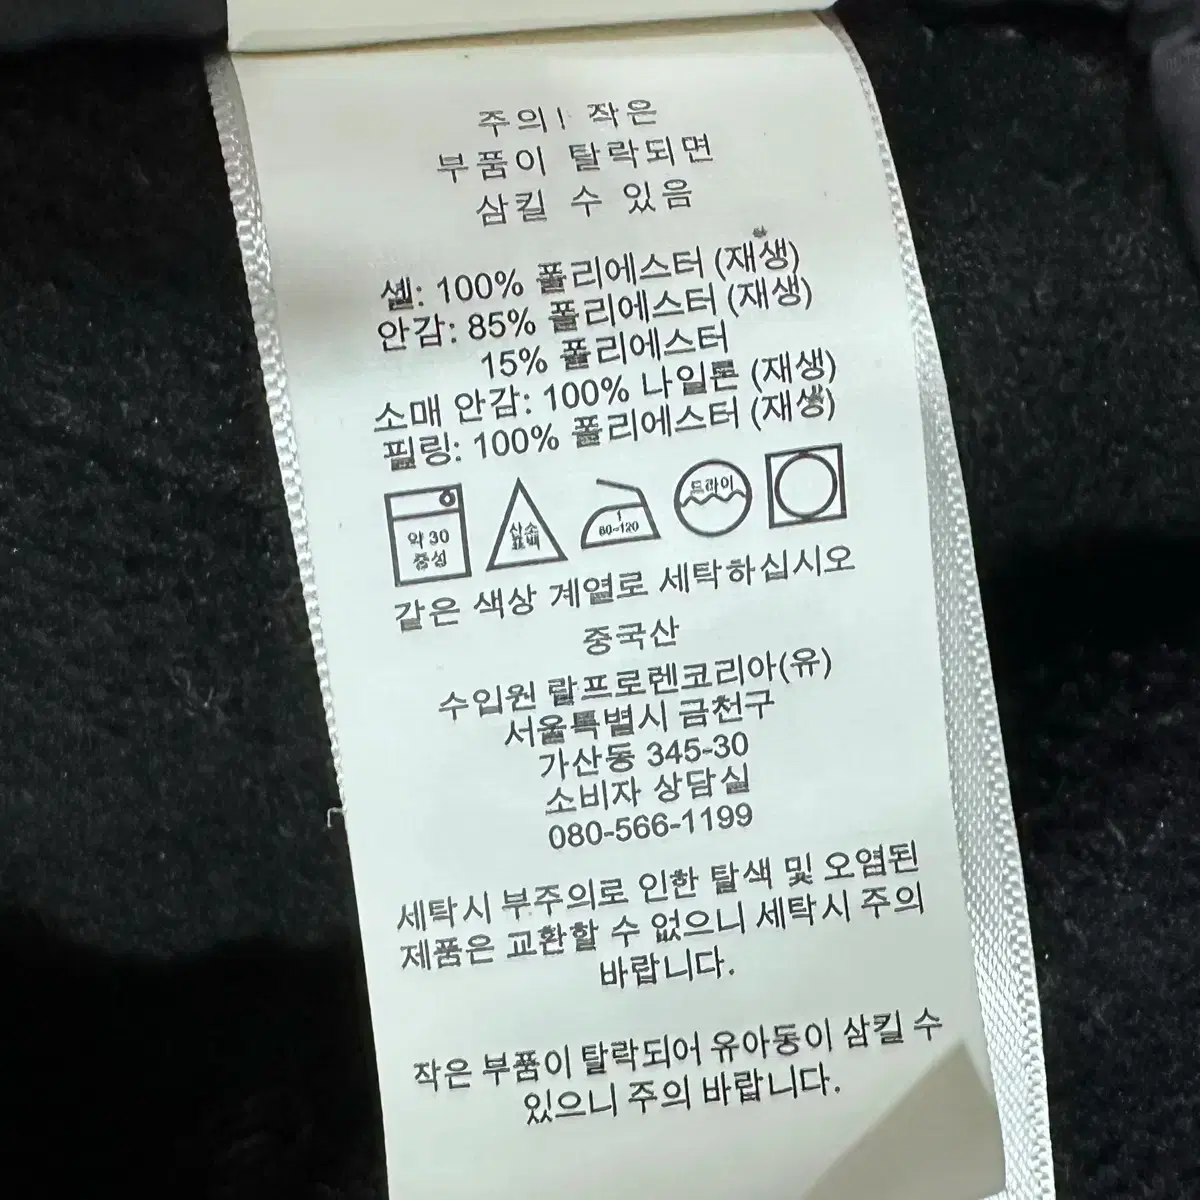 주의! 작은
부품이 탈락되면
삼킬 수 있음
셸: 100% 폴리에스터 (재생)
안감: 85% 폴리에스터 (재생)
15% 폴리에스터
소매 안감: 100% 나일론 (재생)
필링: 100% 폴리에스터 (재생)
약 30
중성
산소
표백
1
80~120
드라이
같은 색상 계열로 세탁하십시오
중국산
수입원 랄프로렌코리아(유)
서울특별시 금천구
가산동 345-30
소비자 상담실
080-566-1199
세탁시 부주의로 인한 탈색 및 오염된
제품은 교환할 수 없으니 세탁시 주의
바랍니다.
작은 부품이 탈락되어 유아동이 삼킬 수
있으니 주의 바랍니다.